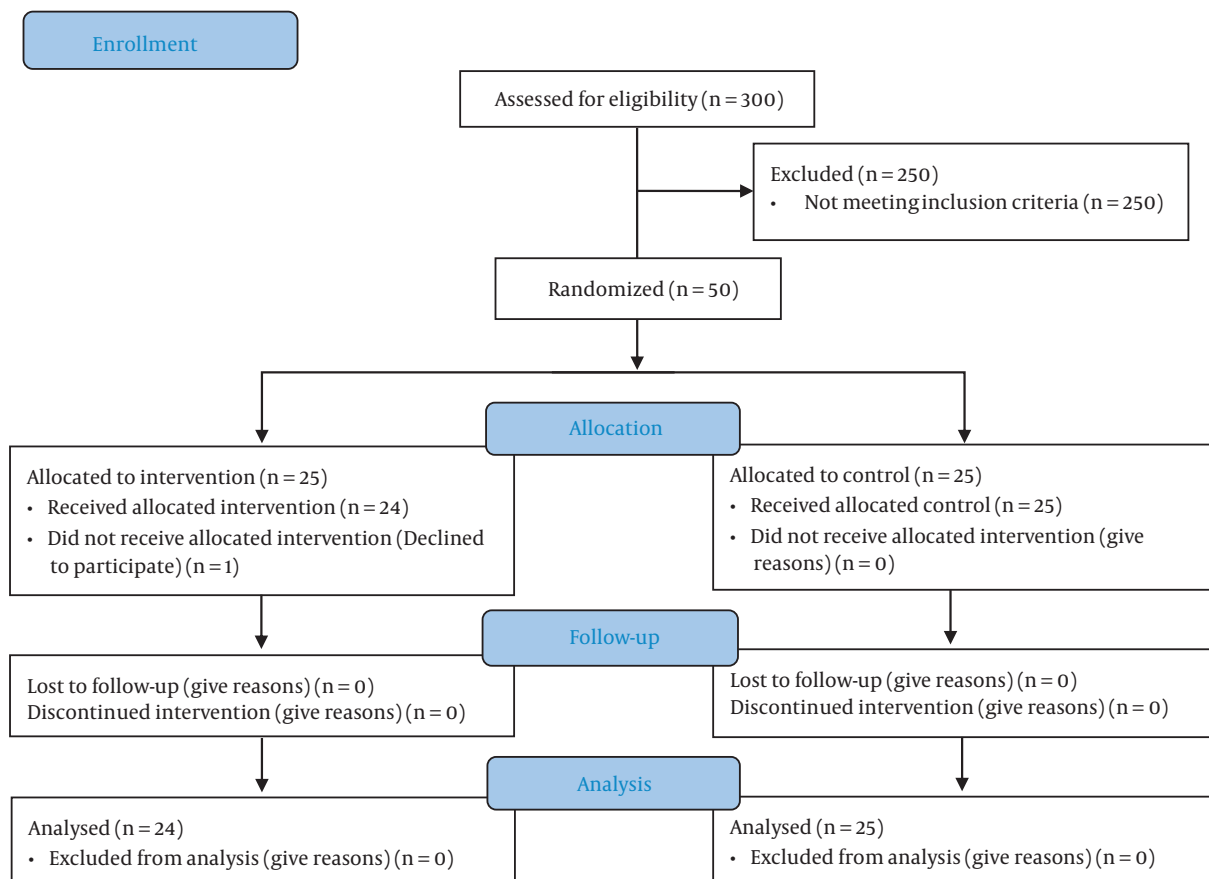 Enrollment
Assessed for eligibility (n = 300)
Excluded (n = 250)
• Not meeting inclusion criteria (n = 250)
Randomized (n = 50)
Allocation
Allocated to intervention (n = 25)
• Received allocated intervention (n = 24)
• Did not receive allocated intervention (Declined
to participate) (n = 1)
Allocated to control (n = 25)
• Received allocated control (n = 25)
• Did not receive allocated intervention (give
reasons) (n = 0)
Follow-up
Lost to follow-up (give reasons) (n = 0)
Discontinued intervention (give reasons) (n = 0)
Lost to follow-up (give reasons) (n = 0)
Discontinued intervention (give reasons) (n = 0)
Analysis
Analysed (n = 24)
• Excluded from analysis (give reasons) (n = 0)
Analysed (n = 25)
• Excluded from analysis (give reasons) (n = 0)